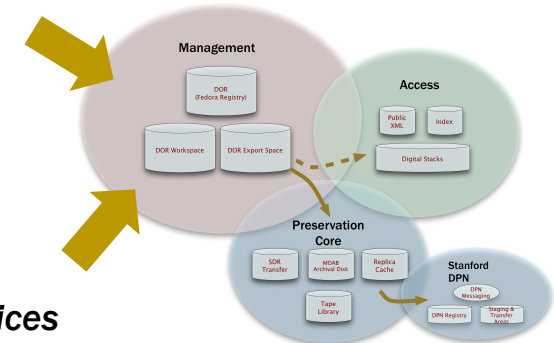 Management
DOR
(Fedora Registry)
DOR Workspace
DOR Export Space
Access
Public
XML
Index
Digital Stacks
Preservation
Core
SDR
Transfer
MOAB
Archival Disk
Replica
Cache
Tape
Library
Stanford
DPN
DPN
Messaging
DPN Registry
Staging &
Transfer
Areas
ices